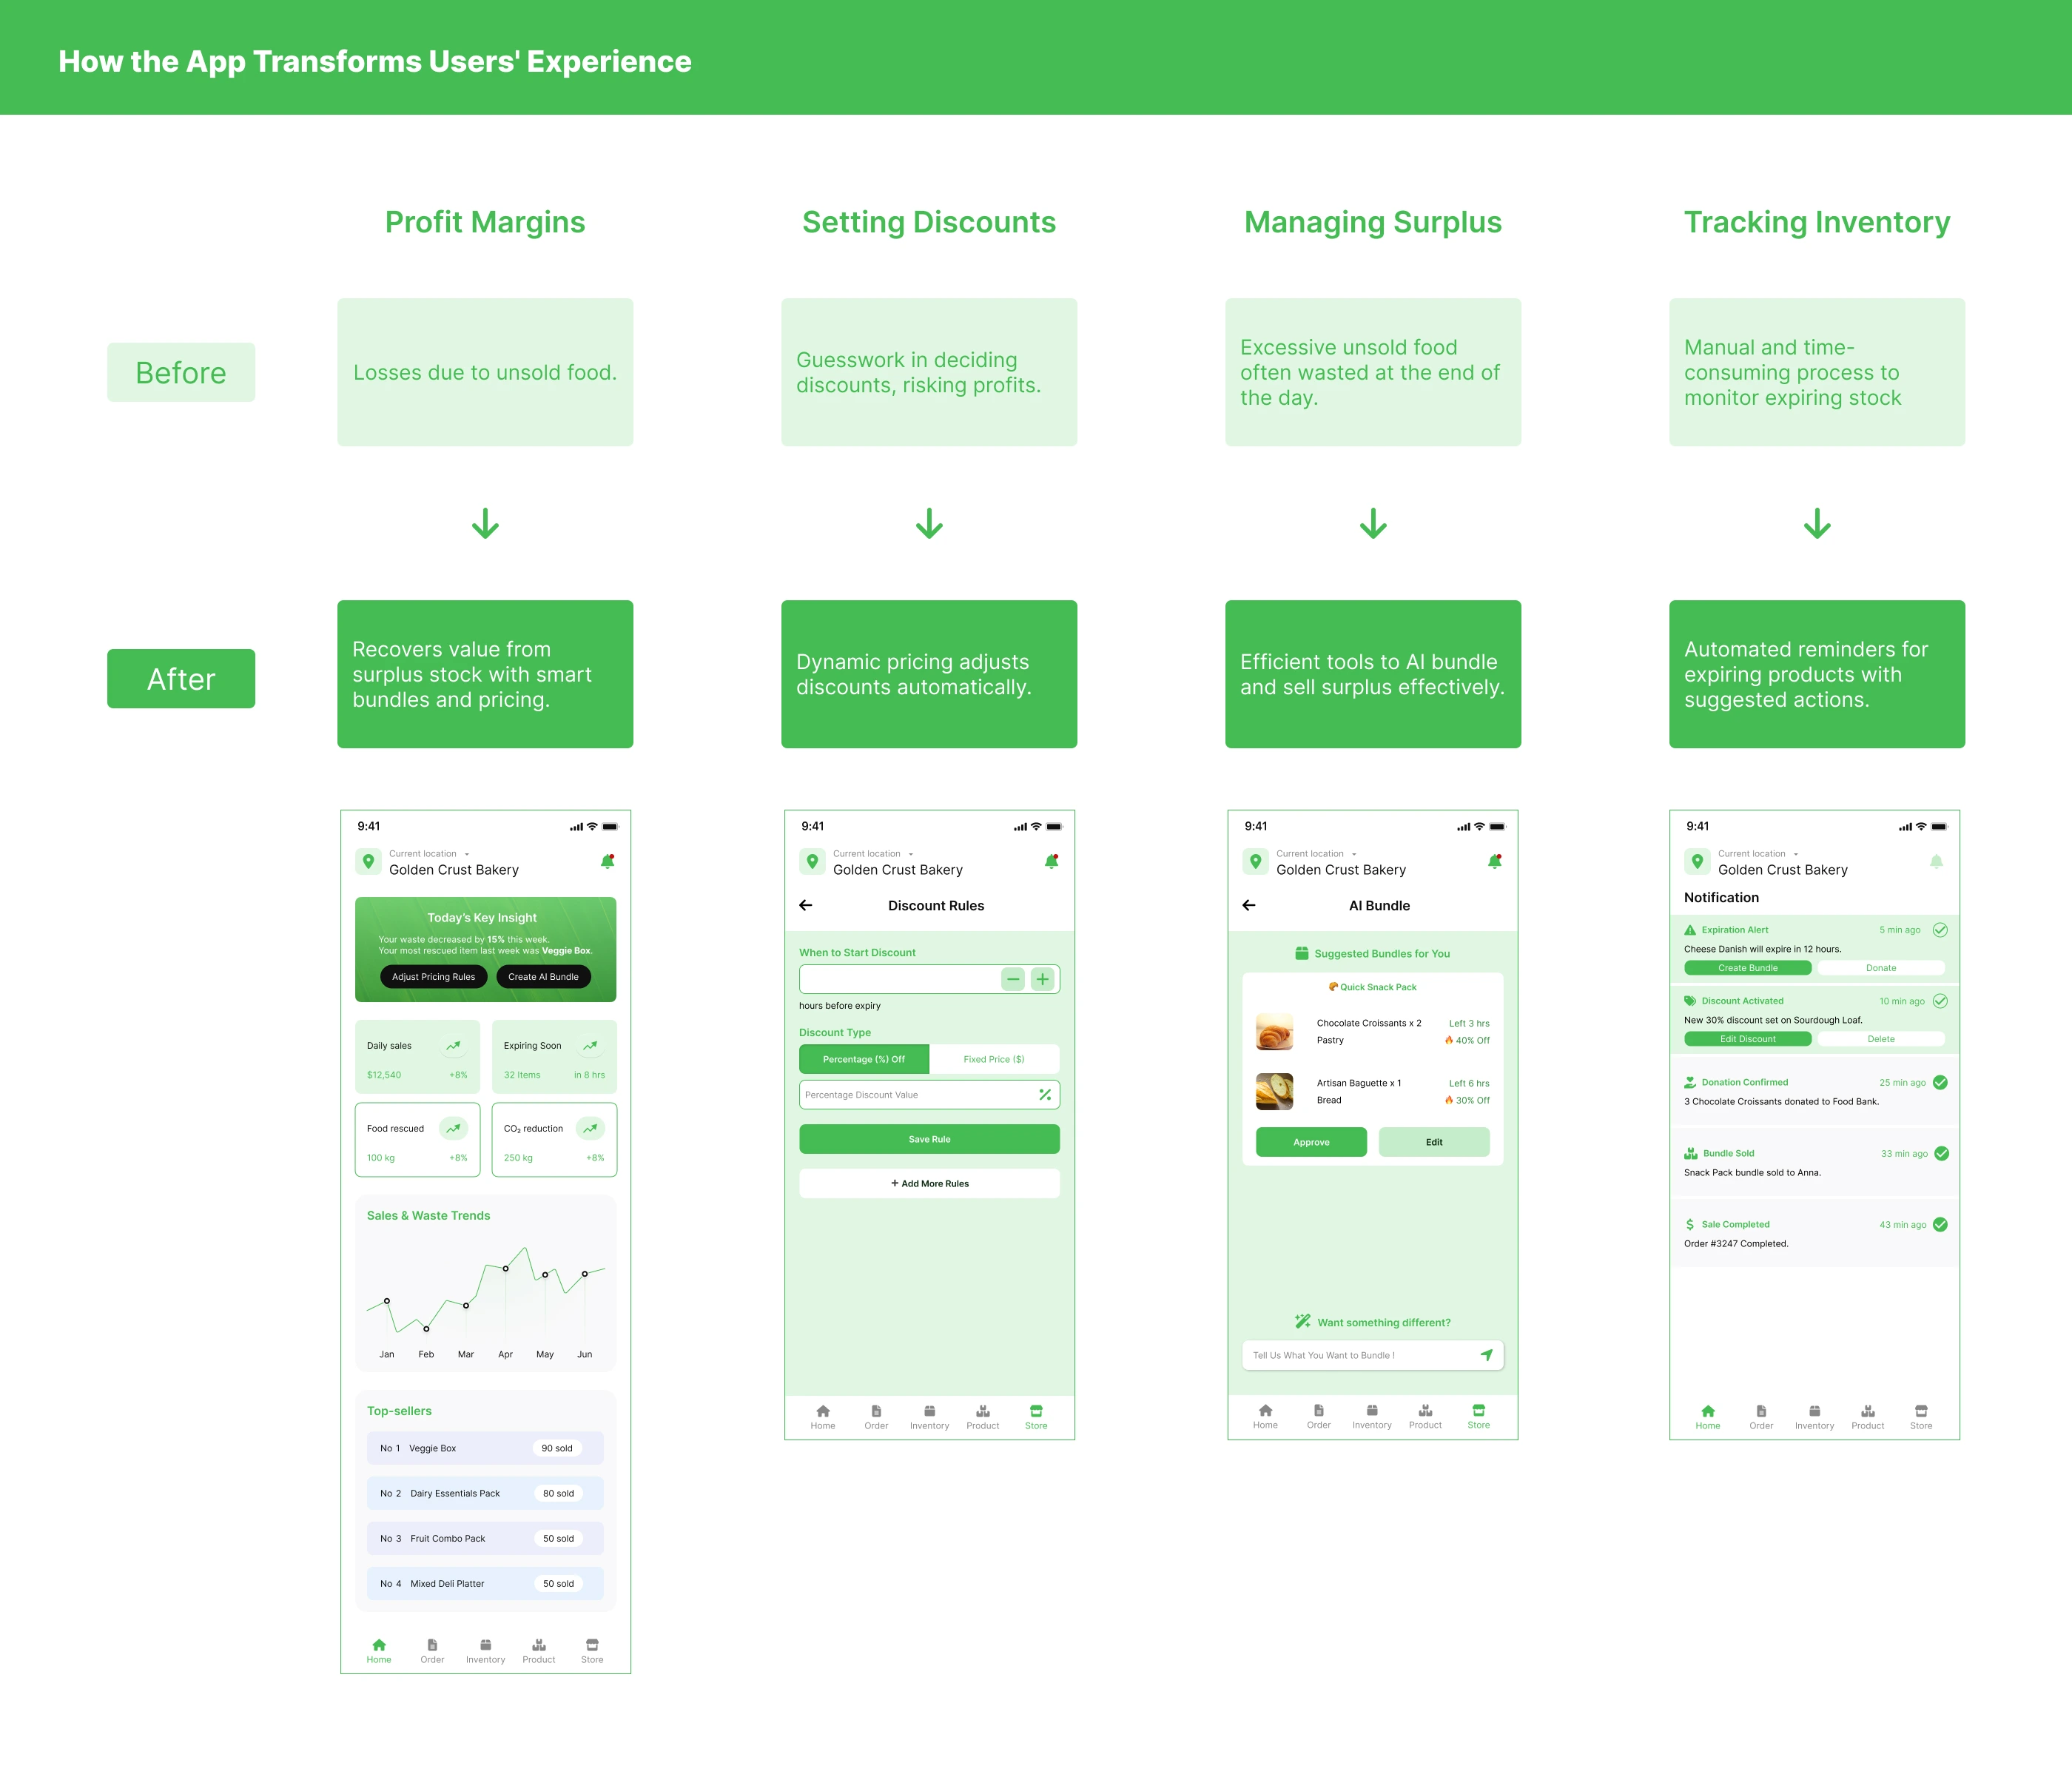 How the App Transforms Users' Experience
Profit Margins
Setting Discounts
Managing Surplus
Tracking Inventory
Before
Losses due to unsold food.
Guesswork in deciding
discounts, risking profits.
Excessive unsold food
often wasted at the end of
the day.
Manual and time-
consuming process to
monitor expiring stock
After
Recovers value from
surplus stock with smart
bundles and pricing.
Dynamic pricing adjusts
discounts automatically.
Efficient tools to AI bundle
and sell surplus effectively.
Automated reminders for
expiring products with
suggested actions.
9:41
Current location
Golden Crust Bakery
Today's Key Insight
Your waste decreased by 15% this week.
Your most rescued item last week was Veggie Box.
Adjust Pricing Rules
Create AI Bundle
Daily sales
$12,540 +8%
Expiring Soon
32 Items in 8 hrs
Food rescued
100 kg +8%
CO₂ reduction
250 kg +8%
Sales & Waste Trends
Jan Feb Mar Apr May Jun
Top-sellers
No 1 Veggie Box 90 sold
No 2 Dairy Essentials Pack 80 sold
No 3 Fruit Combo Pack 50 sold
No 4 Mixed Deli Platter 50 sold
Home Order Inventory Product Store
9:41
Current location
Golden Crust Bakery
Discount Rules
When to Start Discount
hours before expiry
Discount Type
Percentage (%) Off
Fixed Price ($)
Percentage Discount Value
Save Rule
+ Add More Rules
Home Order Inventory Product Store
9:41
Current location
Golden Crust Bakery
AI Bundle
Suggested Bundles for You
Quick Snack Pack
Chocolate Croissants x 2 Left 3 hrs
Pastry 40% Off
Artisan Baguette x 1 Left 6 hrs
Bread 30% Off
Approve
Edit
Want something different?
Tell Us What You Want to Bundle !
Home Order Inventory Product Store
9:41
Current location
Golden Crust Bakery
Notification
Expiration Alert 5 min ago
Cheese Danish will expire in 12 hours.
Create Bundle
Donate
Discount Activated 10 min ago
New 30% discount set on Sourdough Loaf.
Edit Discount
Delete
Donation Confirmed 25 min ago
3 Chocolate Croissants donated to Food Bank.
Bundle Sold 33 min ago
Snack Pack bundle sold to Anna.
Sale Completed 43 min ago
Order #3247 Completed.
Home Order Inventory Product Store